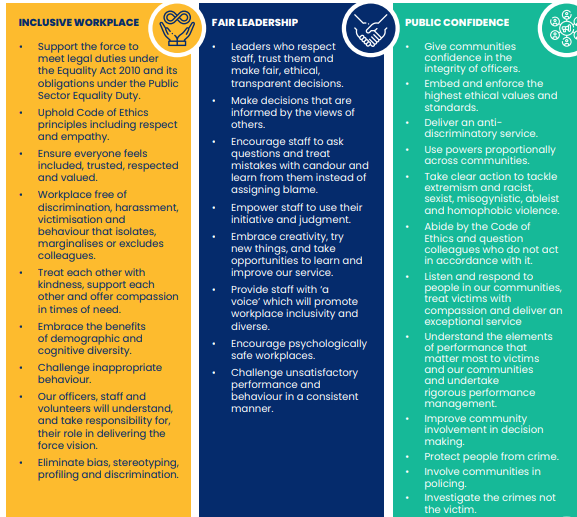 INCLUSIVE WORKPLACE
• Support the force to
meet legal duties under
the Equality Act 2010 and its
obligations under the Public
Sector Equality Duty.
• Uphold Code of Ethics
principles including respect
and empathy.
• Ensure everyone feels
included, trusted, respected
and valued.
• Workplace free of
discrimination, harassment,
victimisation and
behaviour that isolates,
marginalises or excludes
colleagues.
• Treat each other with
kindness, support each
other and offer compassion
in times of need.
• Embrace the benefits
of demographic and
cognitive diversity.
• Challenge inappropriate
behaviour.
• Our officers, staff and
volunteers will understand,
and take responsibility for,
their role in delivering the
force vision.
• Eliminate bias, stereotyping,
profiling and discrimination.
FAIR LEADERSHIP
• Leaders who respect
staff, trust them and
make fair, ethical,
transparent decisions.
• Make decisions that are
informed by the views of
others.
• Encourage staff to ask
questions and treat
mistakes with candour and
learn from them instead of
assigning blame.
• Empower staff to use their
initiative and judgment.
• Embrace creativity, try
new things, and take
opportunities to learn and
improve our service.
• Provide staff with ‘a
voice’ which will promote
workplace inclusivity and
diverse.
• Encourage psychologically
safe workplaces.
• Challenge unsatisfactory
performance and
behaviour in a consistent
manner.
PUBLIC CONFIDENCE
• Give communities
confidence in the
integrity of officers.
• Embed and enforce the
highest ethical values and
standards.
• Deliver an anti-
discriminatory service.
• Use powers proportionally
across communities.
• Take clear action to tackle
extremism and racist,
sexist, misogynistic, ableist
and homophobic violence.
• Abide by the Code of
Ethics and question
colleagues who do not act
in accordance with it.
• Listen and respond to
people in our communities,
treat victims with
compassion and deliver an
exceptional service
• Understand the elements
of performance that
matter most to victims
and our communities
and undertake
rigorous performance
management.
• Improve community
involvement in decision
making.
• Protect people from crime.
• Involve communities in
policing.
• Investigate the crimes not
the victim.